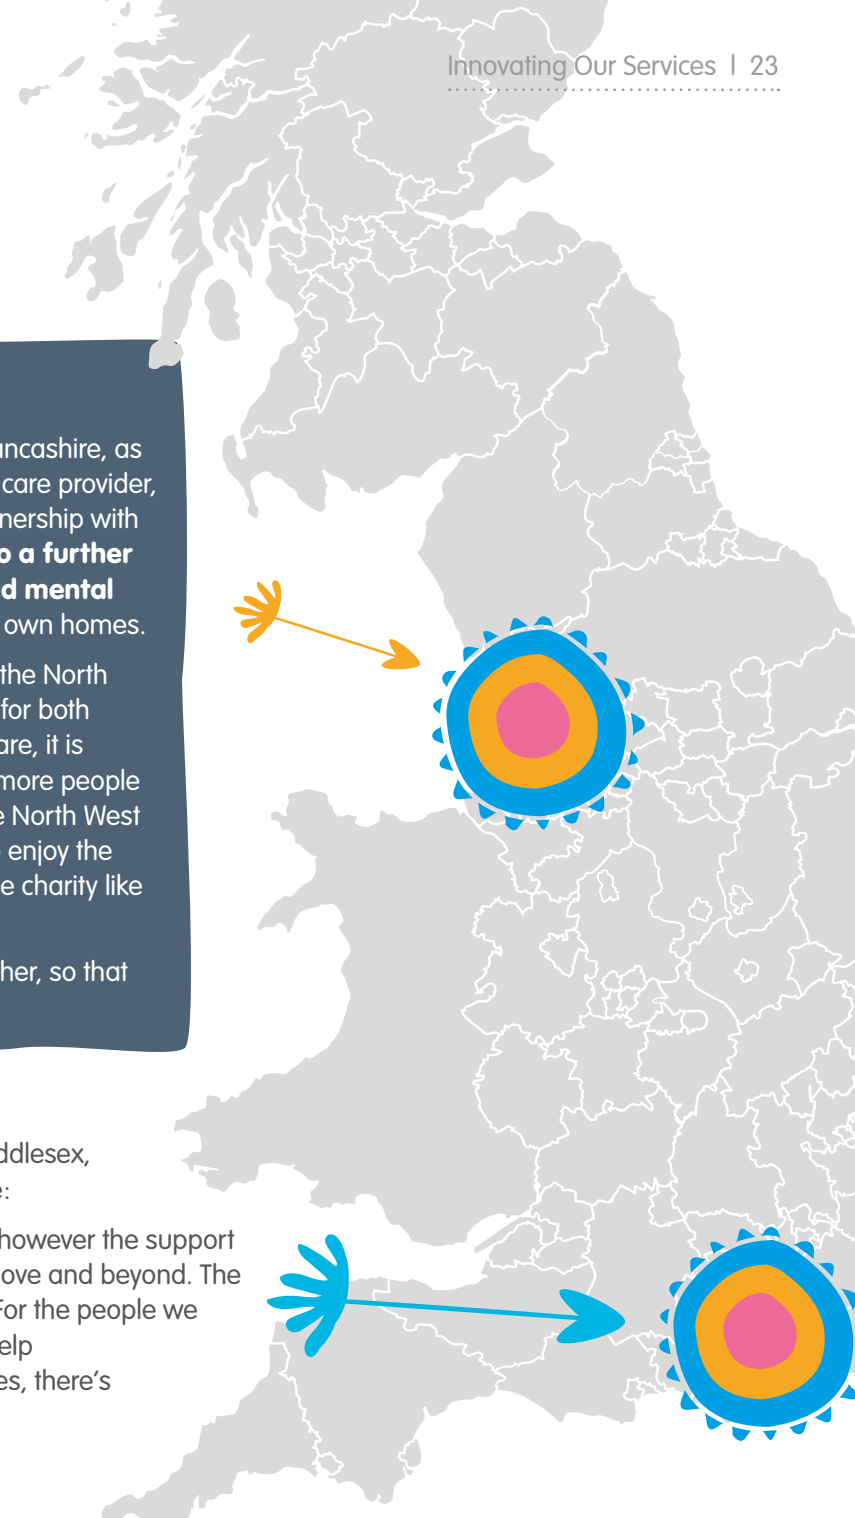 Innovating Our Services | 23
ancashire, as
care provider,
nership with
o a further
d mental
own homes.
the North
for both
are, it is
more people
e North West
enjoy the
e charity like
her, so that
ddlesex,
e:
however the support
ove and beyond. The
For the people we
elp
es, there's